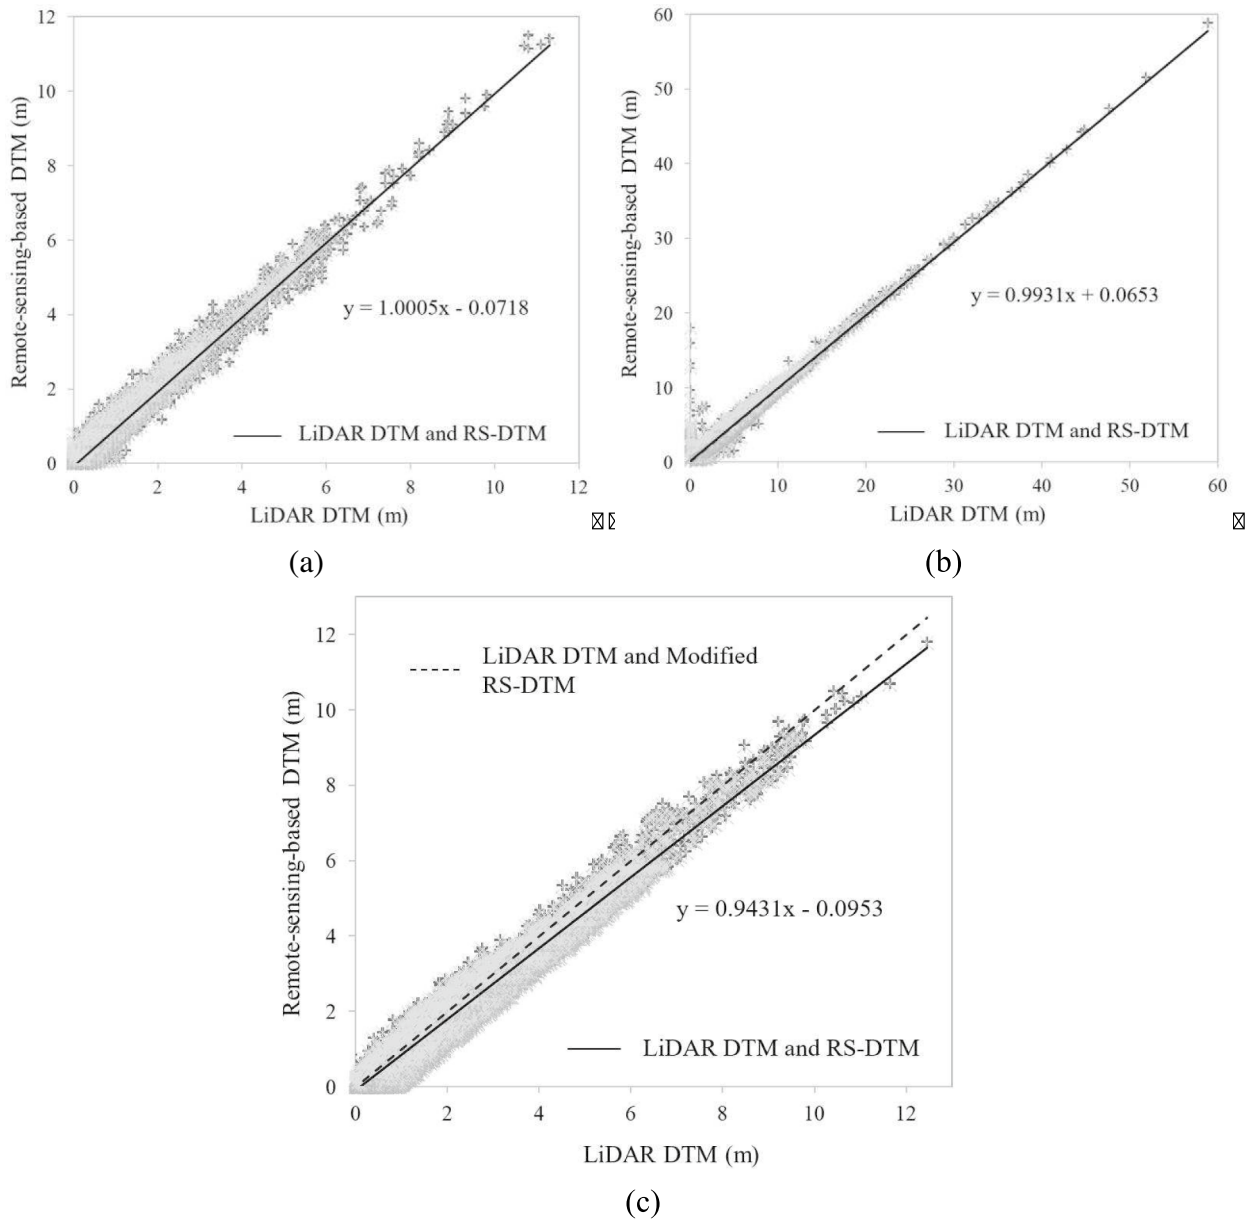 12
10
8
6
4
2
0
Remote-sensing-based DTM (m)
y = 1.0005x - 0.0718
LiDAR DTM and RS-DTM
0 2 4 6 8 10 12
LiDAR DTM (m)
(a)
60
50
40
30
20
10
0
Remote-sensing-based DTM (m)
y = 0.9931x + 0.0653
LiDAR DTM and RS-DTM
0 10 20 30 40 50 60
LiDAR DTM (m)
(b)
12
10
8
6
4
2
0
Remote-sensing-based DTM (m)
LiDAR DTM and Modified
RS-DTM
y = 0.9431x - 0.0953
LiDAR DTM and RS-DTM
0 2 4 6 8 10 12
LiDAR DTM (m)
(c)